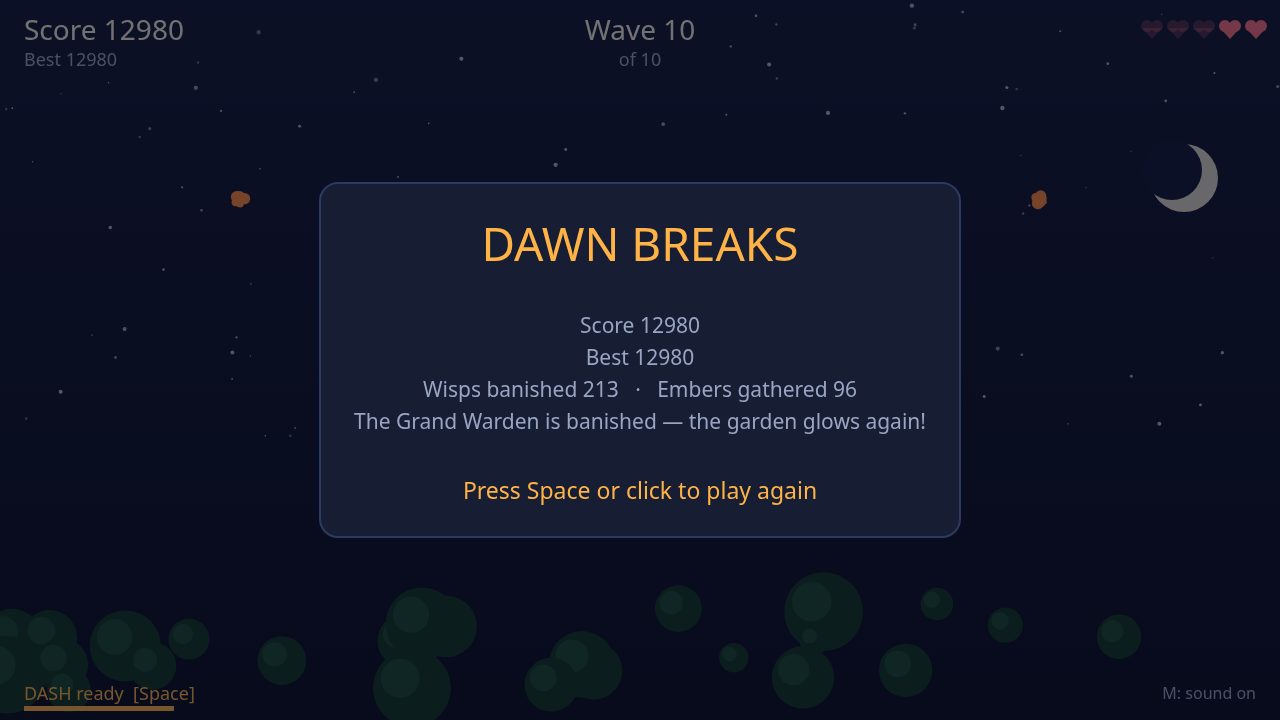 Score 12980
Wave 10
Best 12980
of 10
DAWN BREAKS
Score 12980
Best 12980
Wisps banished 213 · Embers gathered 96
The Grand Warden is banished — the garden glows again!
Press Space or click to play again
DASH ready [Space]
M: sound on